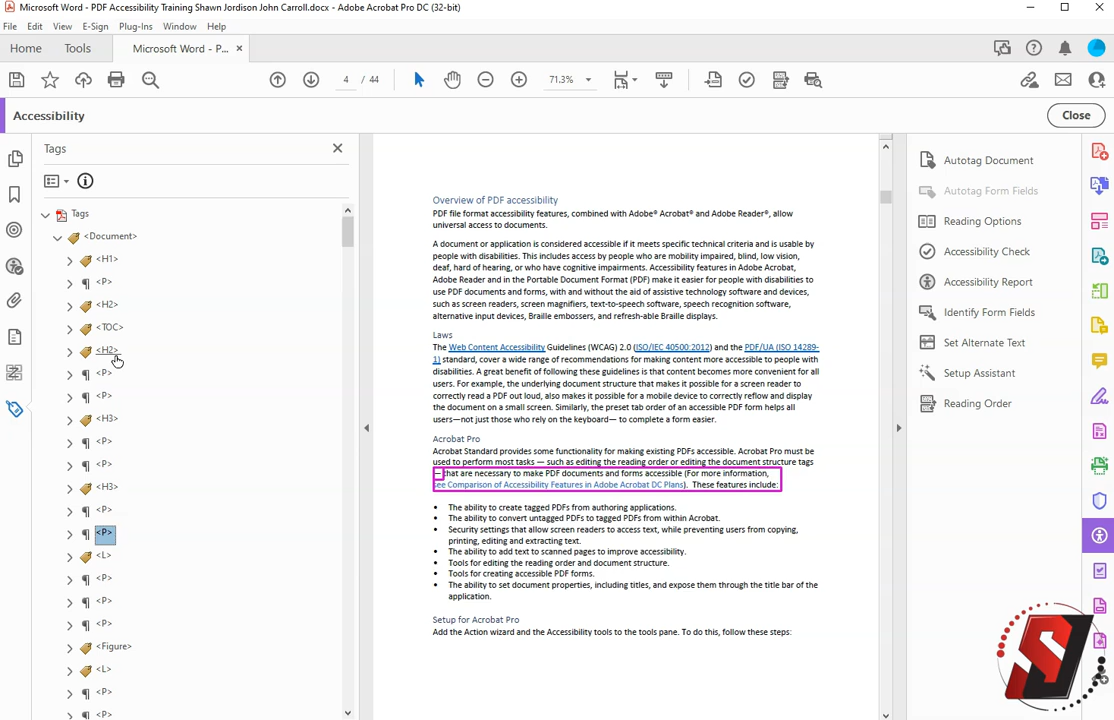 Microsoft Word - PDF Accessibility Training Shawn Jordison John Carroll.docx - Adobe Acrobat Pro DC (32-bit)
File Edit View E-Sign Plug-Ins Window Help
Home Tools Microsoft Word - P... ×
4 / 44 71.3%
Accessibility Close
Tags
Tags
<Document>
<H1>
<P>
<H2>
<TOC>
<H2>
<P>
<P>
<H3>
<P>
<P>
<H3>
<P>
<P>
<L>
<P>
<P>
<P>
<Figure>
<L>
<P>
<P>
Overview of PDF accessibility
PDF file format accessibility features, combined with Adobe® Acrobat® and Adobe Reader®, allow
universal access to documents.
A document or application is considered accessible if it meets specific technical criteria and is usable by
people with disabilities. This includes access by people who are mobility impaired, blind, low vision,
deaf, hard of hearing, or who have cognitive impairments. Accessibility features in Adobe Acrobat,
Adobe Reader and in the Portable Document Format (PDF) make it easier for people with disabilities to
use PDF documents and forms, with and without the aid of assistive technology software and devices,
such as screen readers, screen magnifiers, text-to-speech software, speech recognition software,
alternative input devices, Braille embossers, and refresh-able Braille displays.
Laws
The Web Content Accessibility Guidelines (WCAG) 2.0 (ISO/IEC 40500:2012) and the PDF/UA (ISO 14289-
1) standard, cover a wide range of recommendations for making content more accessible to people with
disabilities. A great benefit of following these guidelines is that content becomes more convenient for all
users. For example, the underlying document structure that makes it possible for a screen reader to
correctly read a PDF out loud, also makes it possible for a mobile device to correctly reflow and display
the document on a small screen. Similarly, the preset tab order of an accessible PDF form helps all
users—not just those who rely on the keyboard— to complete a form easier.
Acrobat Pro
Acrobat Standard provides some functionality for making existing PDFs accessible. Acrobat Pro must be
used to perform most tasks — such as editing the reading order or editing the document structure tags
—that are necessary to make PDF documents and forms accessible (For more information,
see Comparison of Accessibility Features in Adobe Acrobat DC Plans). These features include:
• The ability to create tagged PDFs from authoring applications.
• The ability to convert untagged PDFs to tagged PDFs from within Acrobat.
• Security settings that allow screen readers to access text, while preventing users from copying,
printing, editing and extracting text.
• The ability to add text to scanned pages to improve accessibility.
• Tools for editing the reading order and document structure.
• Tools for creating accessible PDF forms.
• The ability to set document properties, including titles, and expose them through the title bar of the
application.
Setup for Acrobat Pro
Add the Action wizard and the Accessibility tools to the tools pane. To do this, follow these steps:
Autotag Document
Autotag Form Fields
Reading Options
Accessibility Check
Accessibility Report
Identify Form Fields
Set Alternate Text
Setup Assistant
Reading Order